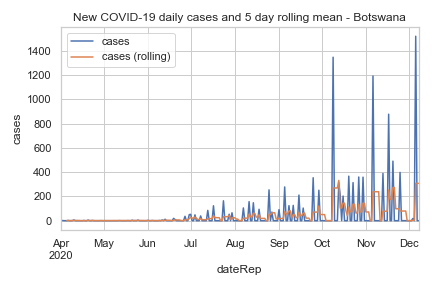 New COVID-19 daily cases and 5 day rolling mean - Botswana
cases
cases (rolling)
1400
1200
1000
800
600
400
200
0
cases
Apr May Jun Jul Aug Sep Oct Nov Dec
2020
dateRep